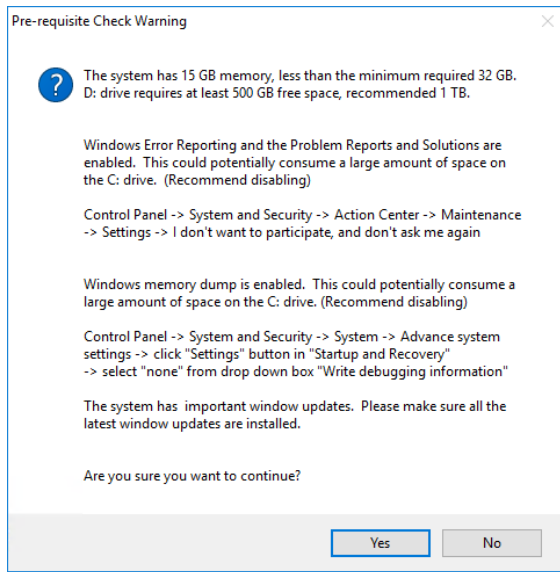 Pre-requisite Check Warning
The system has 15 GB memory, less than the minimum required 32 GB.
D: drive requires at least 500 GB free space, recommended 1 TB.
Windows Error Reporting and the Problem Reports and Solutions are
enabled.  This could potentially consume a large amount of space on
the C: drive.  (Recommend disabling)
Control Panel -> System and Security -> Action Center -> Maintenance
-> Settings -> I don't want to participate, and don't ask me again
Windows memory dump is enabled.  This could potentially consume a
large amount of space on the C: drive. (Recommend disabling)
Control Panel -> System and Security -> System -> Advance system
settings -> click "Settings" button in "Startup and Recovery"
-> select "none" from drop down box "Write debugging information"
The system has  important window updates.  Please make sure all the
latest window updates are installed.
Are you sure you want to continue?
Yes
No